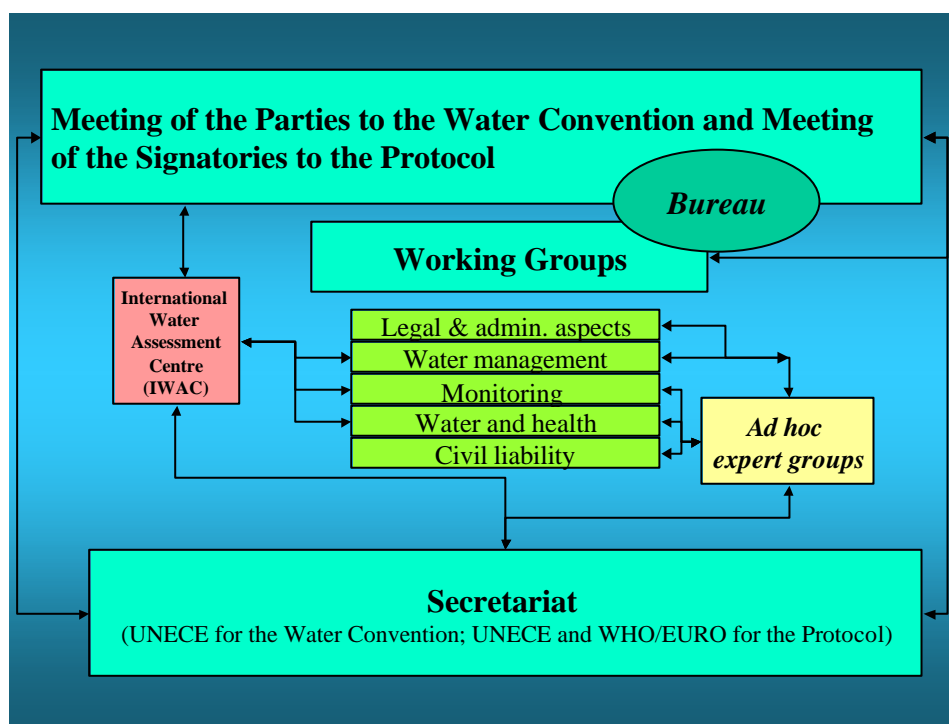 Meeting of the Parties to the Water Convention and Meeting
of the Signatories to the Protocol
Bureau
Working Groups
International
Water
Assessment
Centre
(IWAC)
Legal & admin. aspects
Water management
Monitoring
Water and health
Civil liability
Ad hoc
expert groups
Secretariat
(UNECE for the Water Convention; UNECE and WHO/EURO for the Protocol)